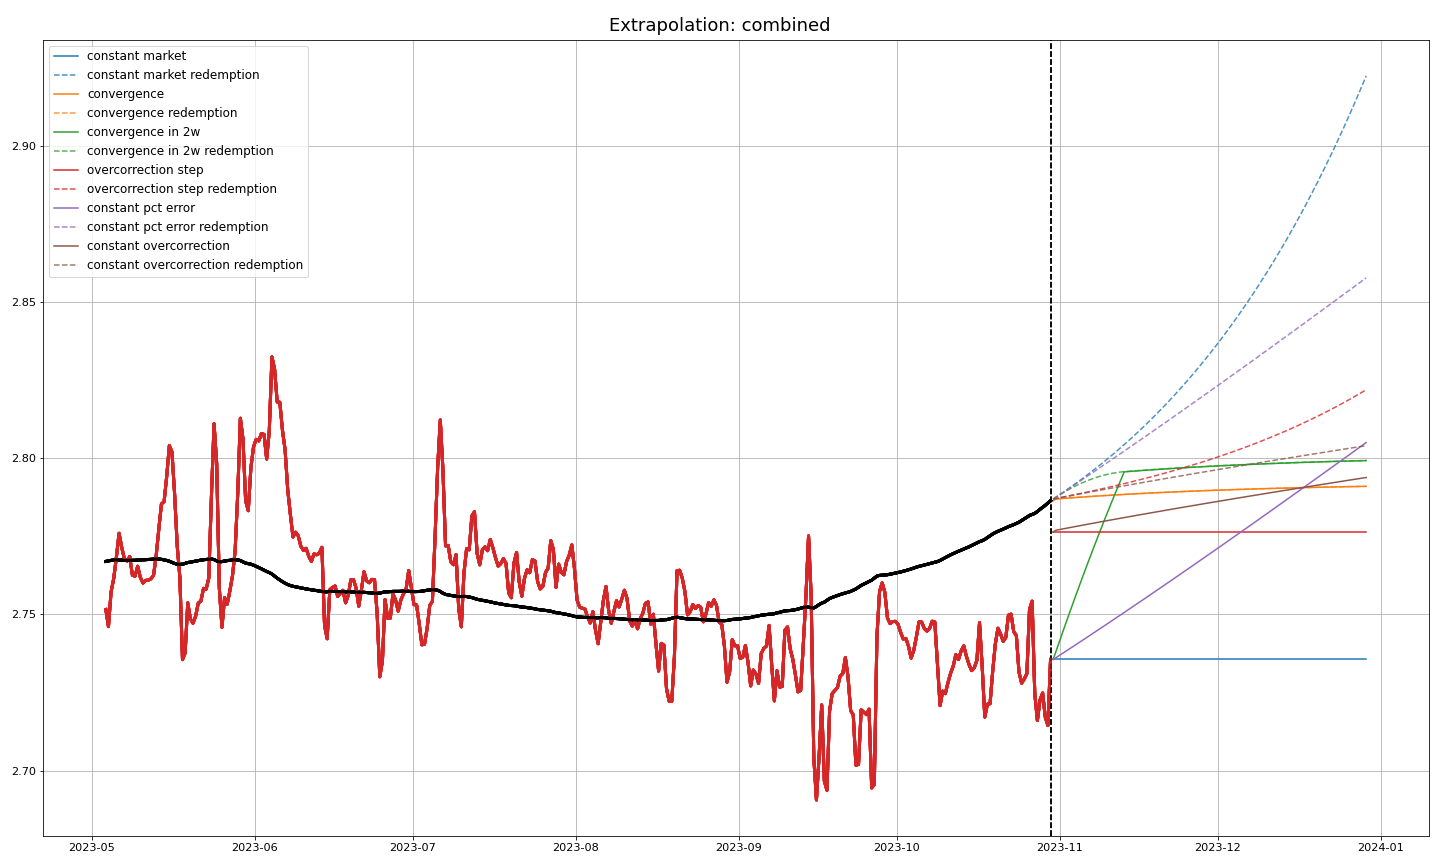 Extrapolation: combined
constant market
constant market redemption
convergence
convergence redemption
convergence in 2w
convergence in 2w redemption
overcorrection step
overcorrection step redemption
constant pct error
constant pct error redemption
constant overcorrection
constant overcorrection redemption
2.90
2.85
2.80
2.75
2.70
2023-05
2023-06
2023-07
2023-08
2023-09
2023-10
2023-11
2023-12
2024-01